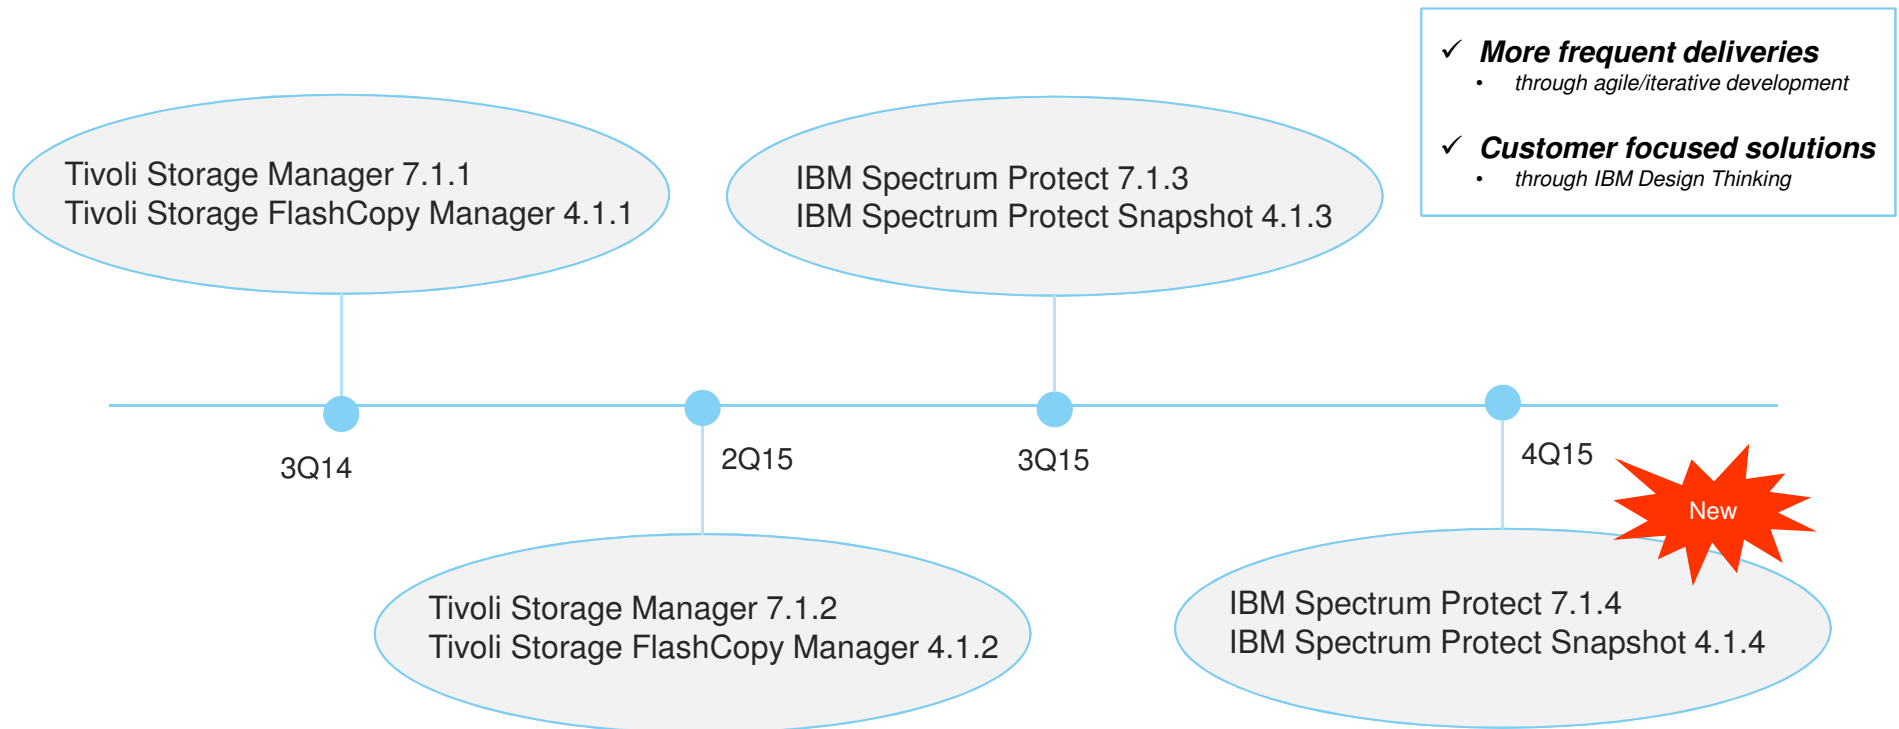 ✓ More frequent deliveries
• through agile/iterative development
✓ Customer focused solutions
• through IBM Design Thinking
Tivoli Storage Manager 7.1.1
Tivoli Storage FlashCopy Manager 4.1.1
IBM Spectrum Protect 7.1.3
IBM Spectrum Protect Snapshot 4.1.3
3Q14
2Q15
3Q15
4Q15
New
Tivoli Storage Manager 7.1.2
Tivoli Storage FlashCopy Manager 4.1.2
IBM Spectrum Protect 7.1.4
IBM Spectrum Protect Snapshot 4.1.4